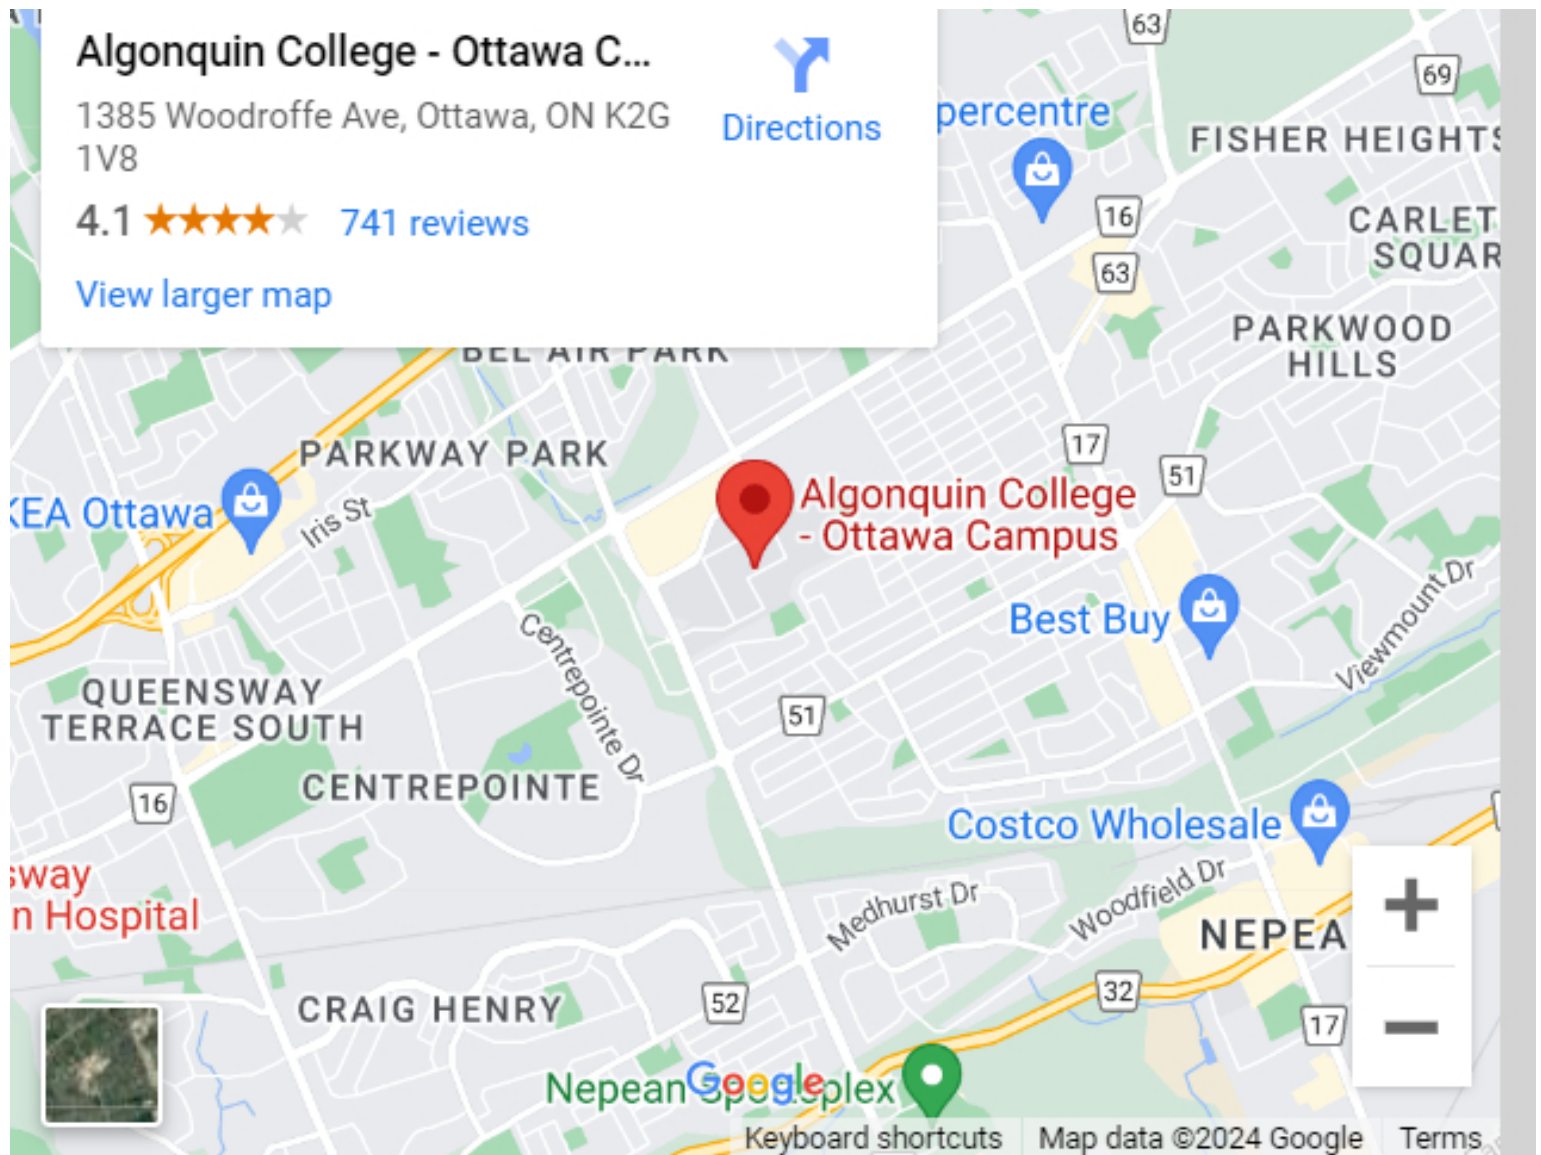 Algonquin College - Ottawa C...
1385 Woodroffe Ave, Ottawa, ON K2G
1V8
4.1
741 reviews
View larger map
Directions
63
69
percentre
FISHER HEIGHTS
16
CARLET
SQUAR
63
PARKWOOD
HILLS
BEL AIR PARK
PARKWAY PARK
17
51
KEA Ottawa
Iris St
Algonquin College
- Ottawa Campus
Centrepointe Dr
Best Buy
Viewmount Dr
QUEENSWAY
TERRACE SOUTH
51
CENTREPOINTE
16
Costco Wholesale
sway
n Hospital
Medhurst Dr
Woodfield Dr
NEPEA
CRAIG HENRY
52
32
17
Nepean Sportsplex
Google
Keyboard shortcuts
Map data ©2024 Google
Terms